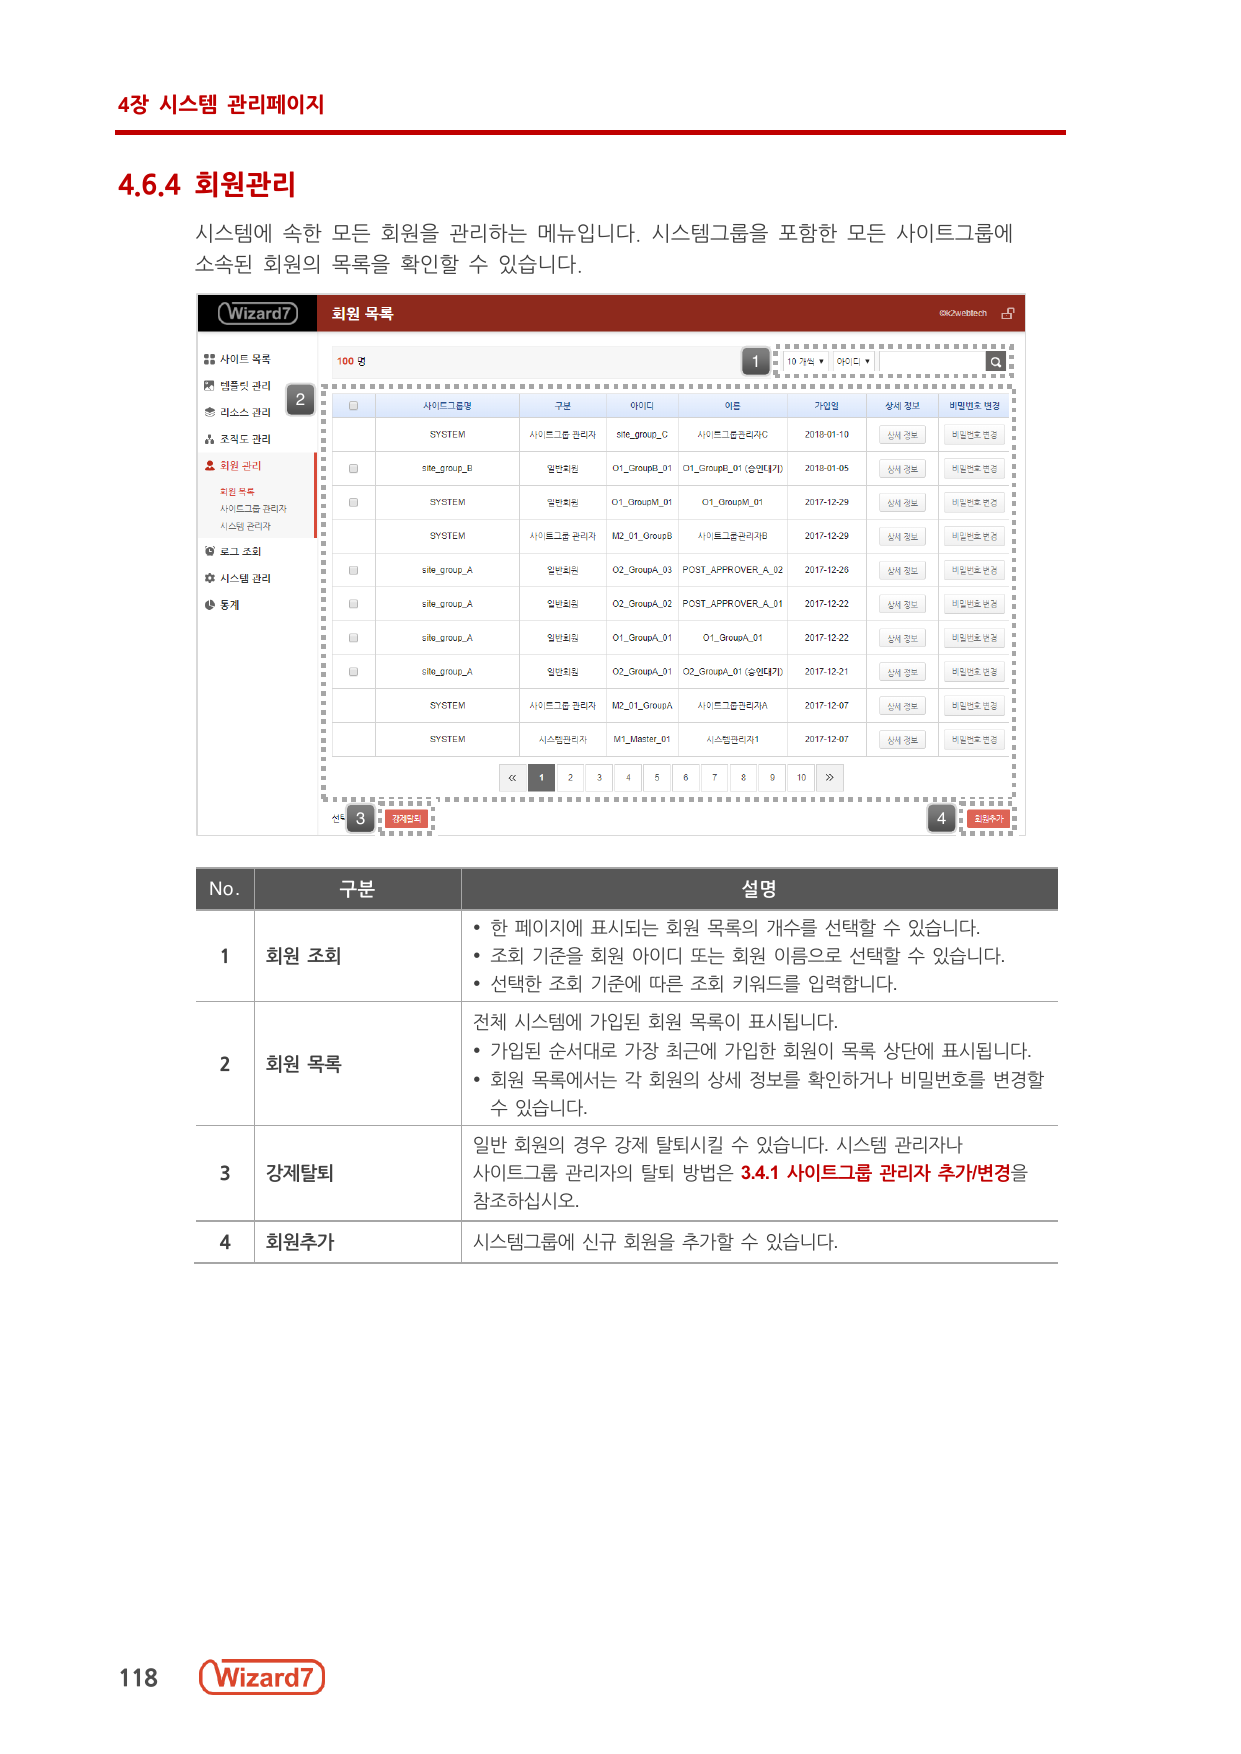 4장 시스템 관리페이지
4.6.4 회원관리
시스템에 속한 모든 회원을 관리하는 메뉴입니다. 시스템그룹을 포함한 모든 사이트그룹에
소속된 회원의 목록을 확인할 수 있습니다.
Wizard7 회원 목록 ©k2webtech
사이트 목록
템플릿 관리
리소스 관리
조직도 관리
회원 관리
회원 목록
사이트그룹 관리자
시스템 관리자
로그 조회
시스템 관리
통계
100 명 1 10 개씩 ▼ 아이디 ▼
2
사이트그룹명 구분 아이디 이름 가입일 상세 정보 비밀번호 변경
SYSTEM 사이트그룹 관리자 site_group_C 사이트그룹관리자C 2018-01-10 상세 정보 비밀번호 변경
site_group_B 일반회원 O1_GroupB_01 O1_GroupB_01 (승인대기) 2018-01-05 상세 정보 비밀번호 변경
SYSTEM 일반회원 O1_GroupM_01 O1_GroupM_01 2017-12-29 상세 정보 비밀번호 변경
SYSTEM 사이트그룹 관리자 M2_01_GroupB 사이트그룹관리자B 2017-12-29 상세 정보 비밀번호 변경
site_group_A 일반회원 O2_GroupA_03 POST_APPROVER_A_02 2017-12-26 상세 정보 비밀번호 변경
site_group_A 일반회원 O2_GroupA_02 POST_APPROVER_A_01 2017-12-22 상세 정보 비밀번호 변경
site_group_A 일반회원 O1_GroupA_01 O1_GroupA_01 2017-12-22 상세 정보 비밀번호 변경
site_group_A 일반회원 O2_GroupA_01 O2_GroupA_01 (승인대기) 2017-12-21 상세 정보 비밀번호 변경
SYSTEM 사이트그룹 관리자 M2_01_GroupA 사이트그룹관리자A 2017-12-07 상세 정보 비밀번호 변경
SYSTEM 시스템관리자 M1_Master_01 시스템관리자1 2017-12-07 상세 정보 비밀번호 변경
« 1 2 3 4 5 6 7 8 9 10 »
3 강제탈퇴 4 회원추가
No. 구분 설명
1 회원 조회
• 한 페이지에 표시되는 회원 목록의 개수를 선택할 수 있습니다.
• 조회 기준을 회원 아이디 또는 회원 이름으로 선택할 수 있습니다.
• 선택한 조회 기준에 따른 조회 키워드를 입력합니다.
2 회원 목록
전체 시스템에 가입된 회원 목록이 표시됩니다.
• 가입된 순서대로 가장 최근에 가입한 회원이 목록 상단에 표시됩니다.
• 회원 목록에서는 각 회원의 상세 정보를 확인하거나 비밀번호를 변경할
수 있습니다.
3 강제탈퇴
일반 회원의 경우 강제 탈퇴시킬 수 있습니다. 시스템 관리자나
사이트그룹 관리자의 탈퇴 방법은 3.4.1 사이트그룹 관리자 추가/변경을
참조하십시오.
4 회원추가 시스템그룹에 신규 회원을 추가할 수 있습니다.
118 Wizard7